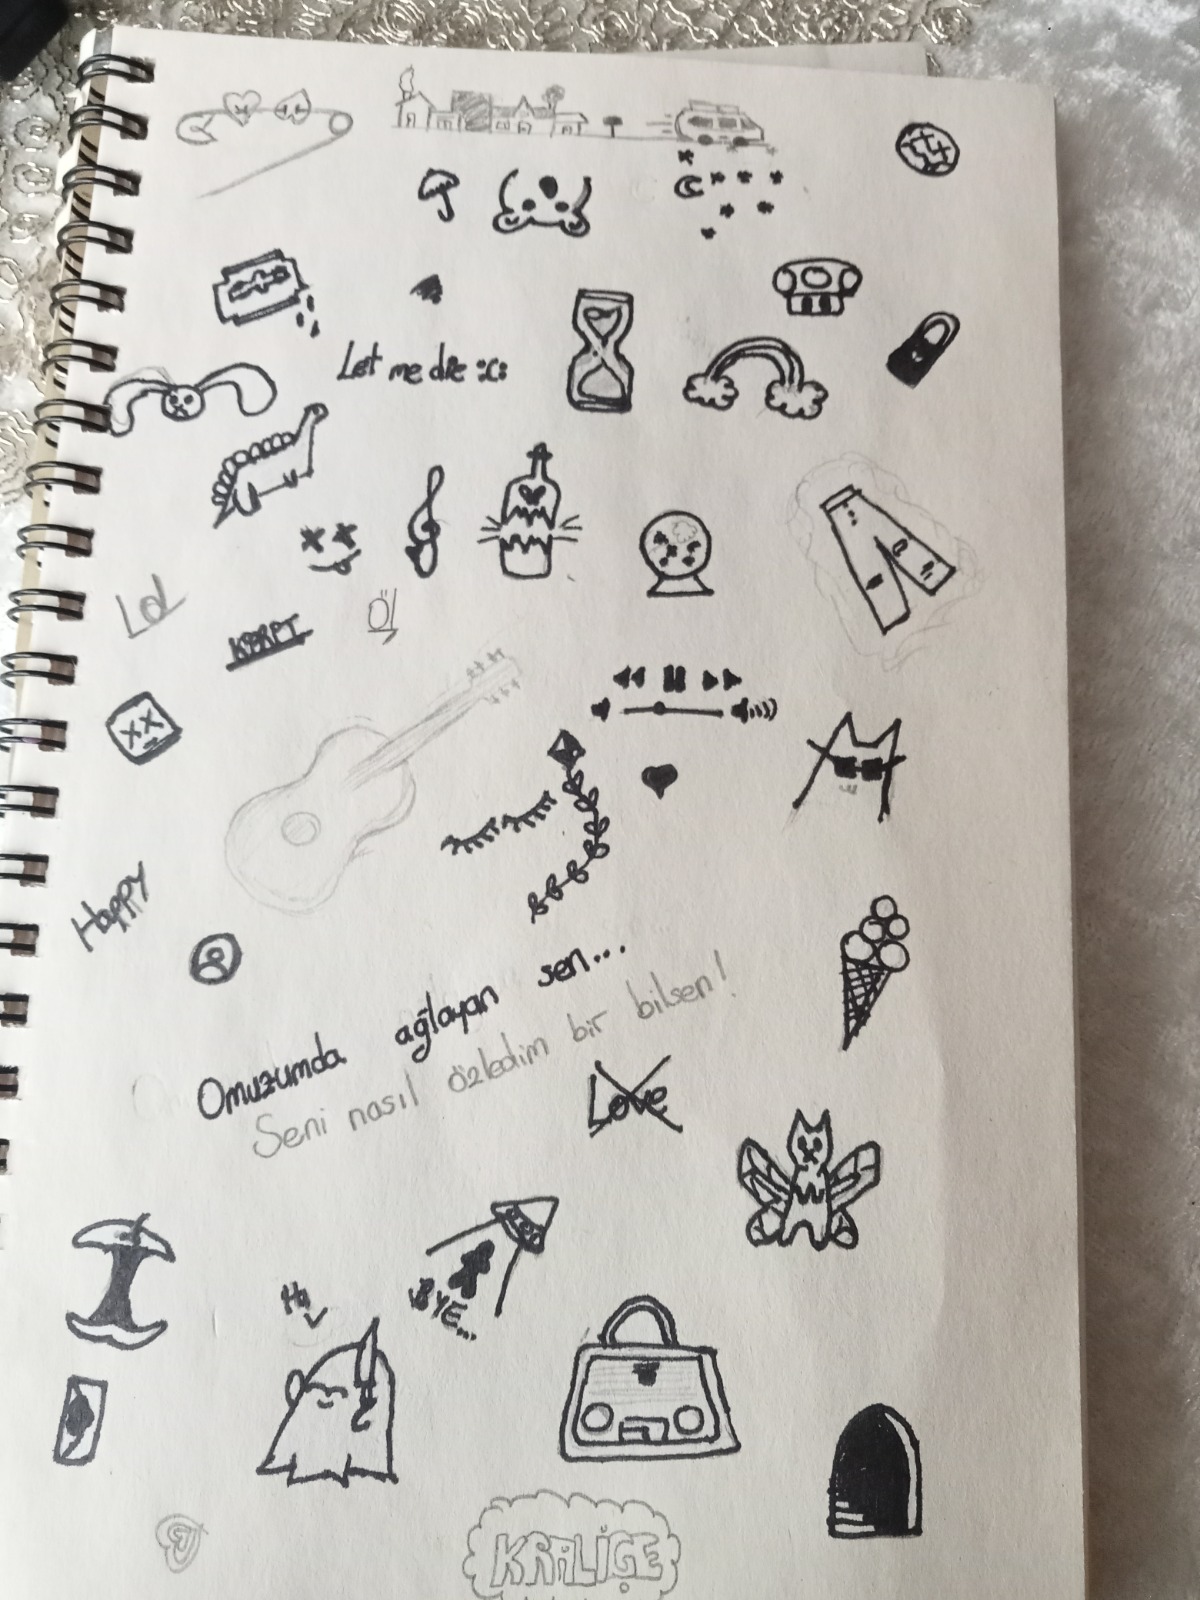 Let me die :(:
Lol
KORPT
Öl
Happy
Omuzumda ağlayan sen...
Seni nasıl özledim bir bilsen!
Love
BYE...
Hi
KRALİÇE